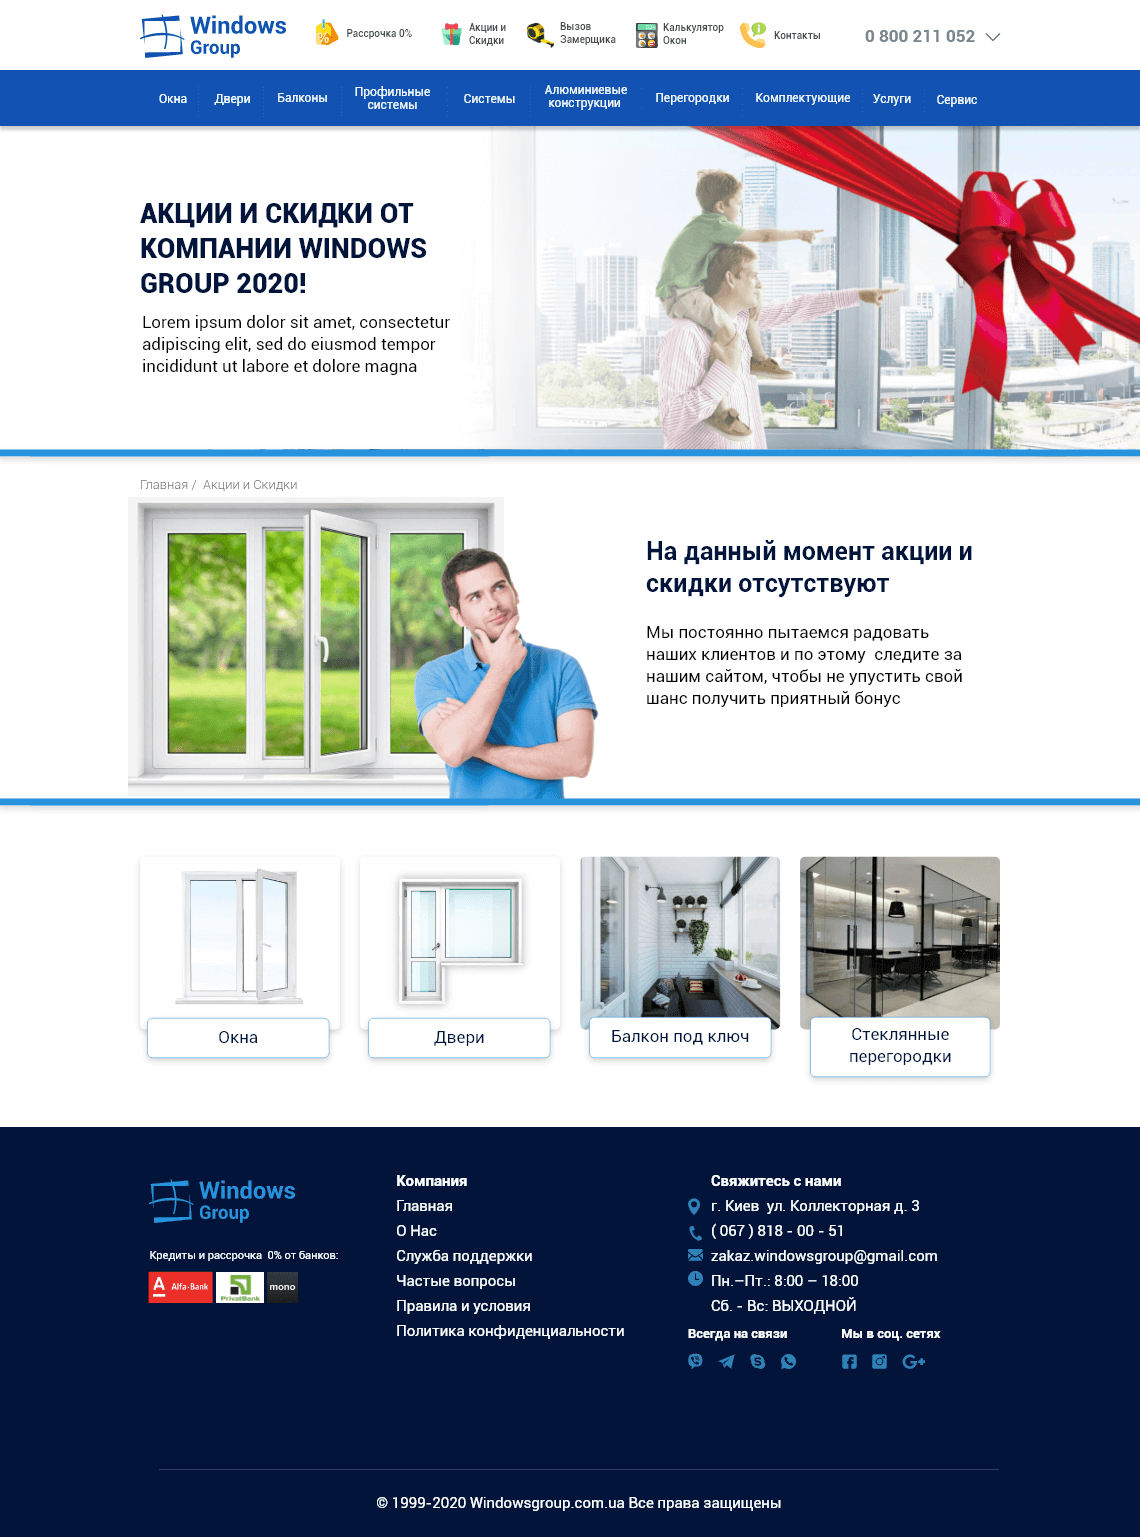 Windows
Group
Рассрочка 0%
Акции и
Скидки
Вызов
Замерщика
Калькулятор
Окон
Контакты
0 800 211 052
Окна
Двери
Балконы
Профильные
системы
Системы
Алюминиевые
конструкции
Перегородки
Комплектующие
Услуги
Сервис
АКЦИИ И СКИДКИ ОТ
КОМПАНИИ WINDOWS
GROUP 2020!
Lorem ipsum dolor sit amet, consectetur
adipiscing elit, sed do eiusmod tempor
incididunt ut labore et dolore magna
Главная / Акции и Скидки
На данный момент акции и
скидки отсутствуют
Мы постоянно пытаемся радовать
наших клиентов и по этому следите за
нашим сайтом, чтобы не упустить свой
шанс получить приятный бонус
Окна
Двери
Балкон под ключ
Стеклянные
перегородки
Windows
Group
Кредиты и рассрочка 0% от банков:
Alfa-Bank
PrivatBank
mono
Компания
Главная
О Нас
Служба поддержки
Частые вопросы
Правила и условия
Политика конфиденциальности
Свяжитесь с нами
г. Киев ул. Коллекторная д. 3
( 067 ) 818 - 00 - 51
zakaz.windowsgroup@gmail.com
Пн.–Пт.: 8:00 – 18:00
Сб. - Вс: ВЫХОДНОЙ
Всегда на связи
Мы в соц. сетях
© 1999-2020 Windowsgroup.com.ua Все права защищены